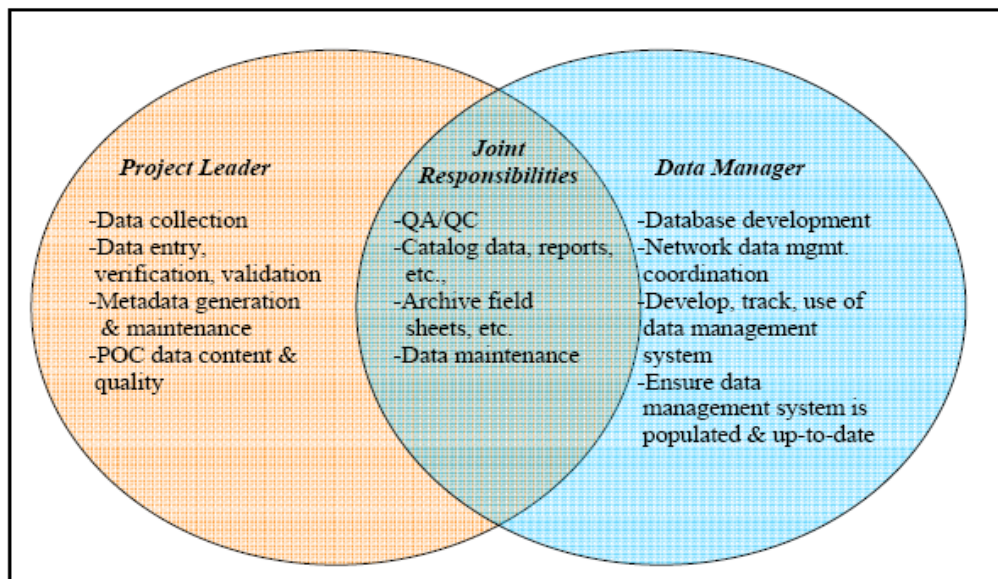 Project Leader
-Data collection
-Data entry,
verification, validation
-Metadata generation
& maintenance
-POC data content &
quality
Joint
Responsibilities
-QA/QC
-Catalog data, reports,
etc.,
-Archive field
sheets, etc.
-Data maintenance
Data Manager
-Database development
-Network data mgmt.
coordination
-Develop, track, use of
data management
system
-Ensure data
management system is
populated & up-to-date